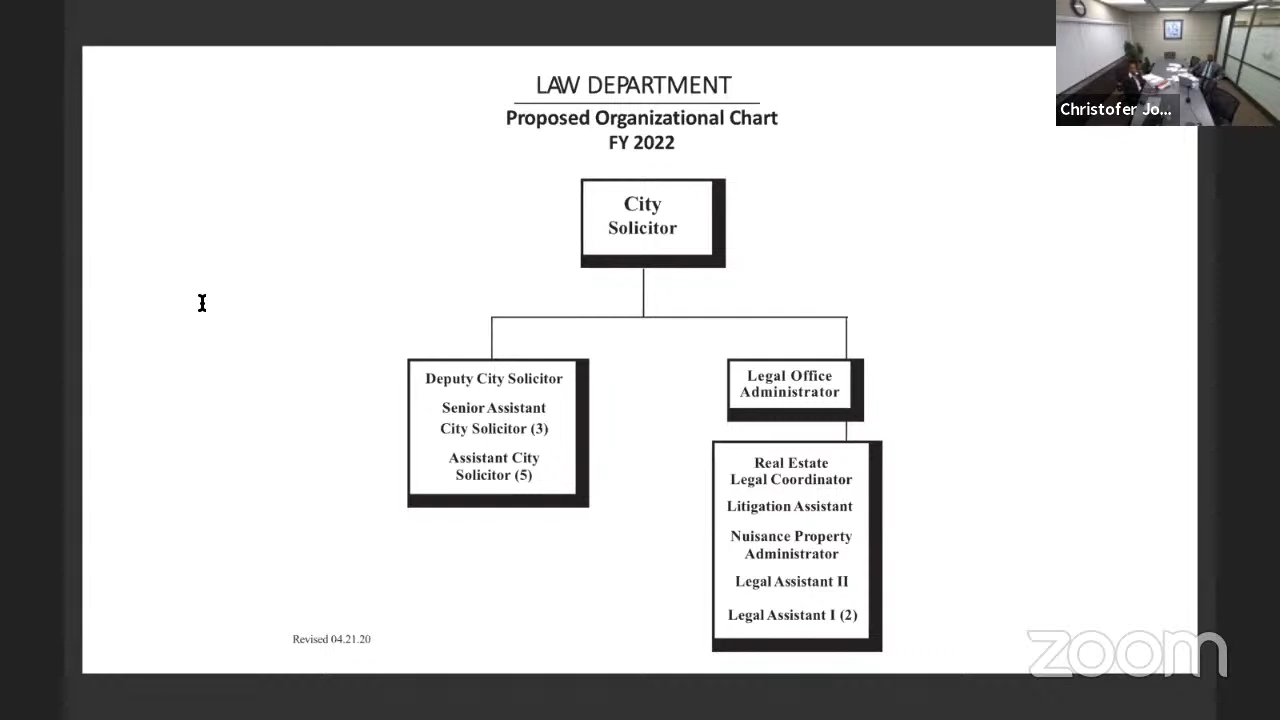 LAW DEPARTMENT
Proposed Organizational Chart
FY 2022
Christofer Jo...
City
Solicitor
Deputy City Solicitor
Senior Assistant
City Solicitor (3)
Assistant City
Solicitor (5)
Legal Office
Administrator
Real Estate
Legal Coordinator
Litigation Assistant
Nuisance Property
Administrator
Legal Assistant II
Legal Assistant I (2)
Revised 04.21.20
zoom